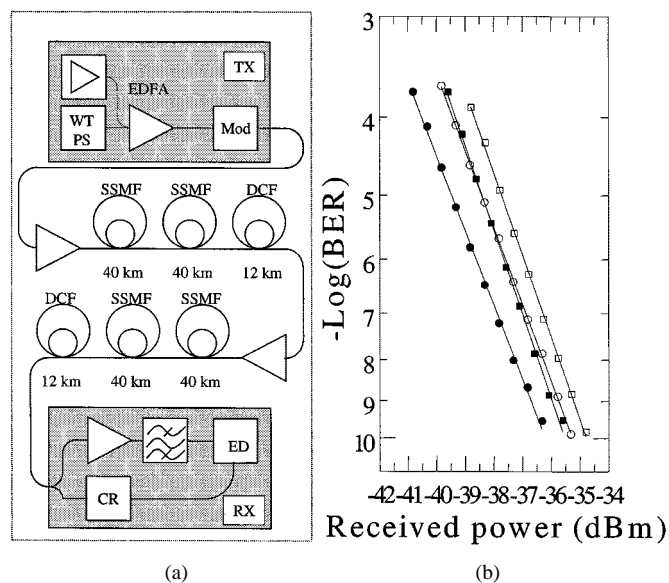 TX
EDFA
WT
PS
Mod
SSMF SSMF DCF
40 km 40 km 12 km
DCF SSMF SSMF
12 km 40 km 40 km
ED
CR
RX
(a)
-Log(BER)
3
4
5
6
7
8
9
10
-42 -41 -40 -39 -38 -37 -36 -35 -34
Received power (dBm)
(b)